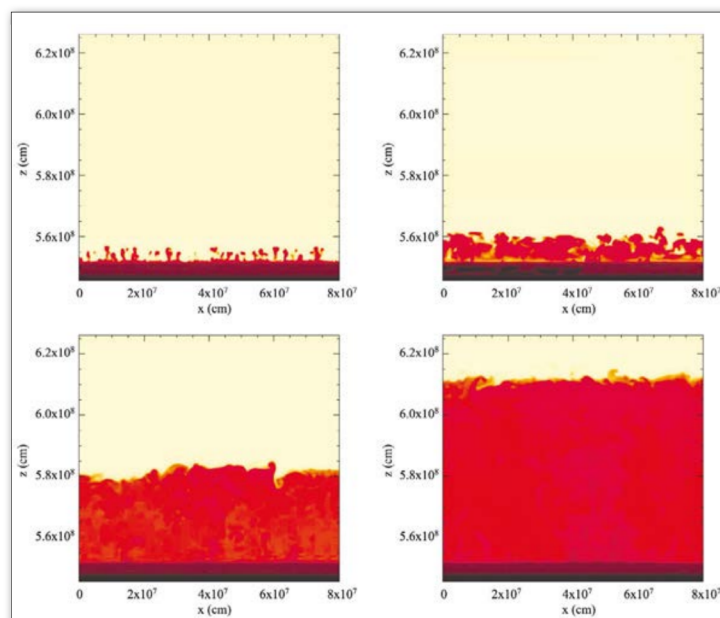 6.2x10⁸
6.0x10⁸
5.8x10⁸
5.6x10⁸
z (cm)
0 2x10⁷ 4x10⁷ 6x10⁷ 8x10⁷
x (cm)
6.2x10⁸
6.0x10⁸
5.8x10⁸
5.6x10⁸
z (cm)
0 2x10⁷ 4x10⁷ 6x10⁷ 8x10⁷
x (cm)
6.2x10⁸
6.0x10⁸
5.8x10⁸
5.6x10⁸
z (cm)
0 2x10⁷ 4x10⁷ 6x10⁷ 8x10⁷
x (cm)
6.2x10⁸
6.0x10⁸
5.8x10⁸
5.6x10⁸
z (cm)
0 2x10⁷ 4x10⁷ 6x10⁷ 8x10⁷
x (cm)